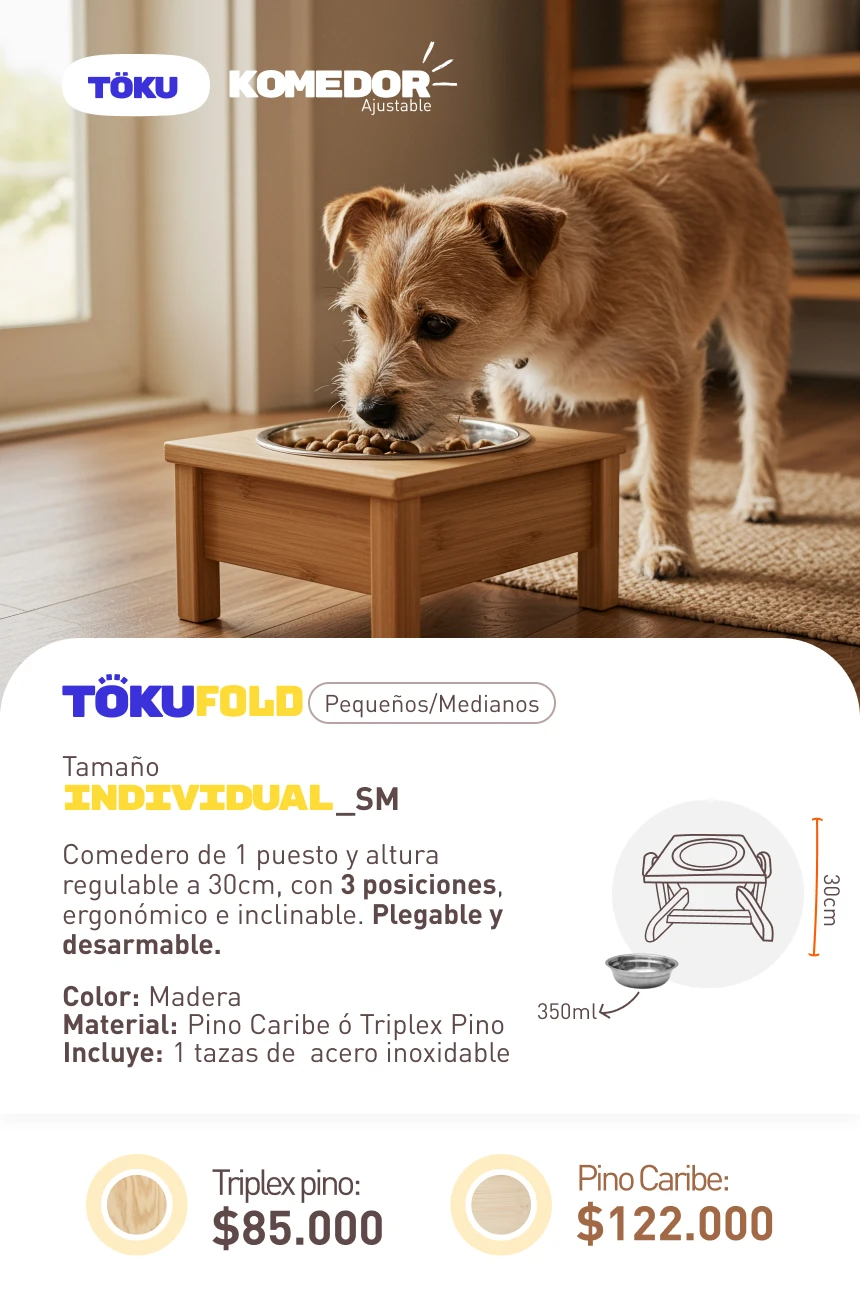 TÖKU KOMEDOR
Ajustable
TÖKUFOLD Pequeños/Medianos
Tamaño
INDIVIDUAL_SM
Comedero de 1 puesto y altura
regulable a 30cm, con 3 posiciones,
ergonómico e inclinable. Plegable y
desarmable.
Color: Madera
Material: Pino Caribe ó Triplex Pino
Incluye: 1 tazas de acero inoxidable
30cm
350ml
Triplex pino:
$85.000
Pino Caribe:
$122.000